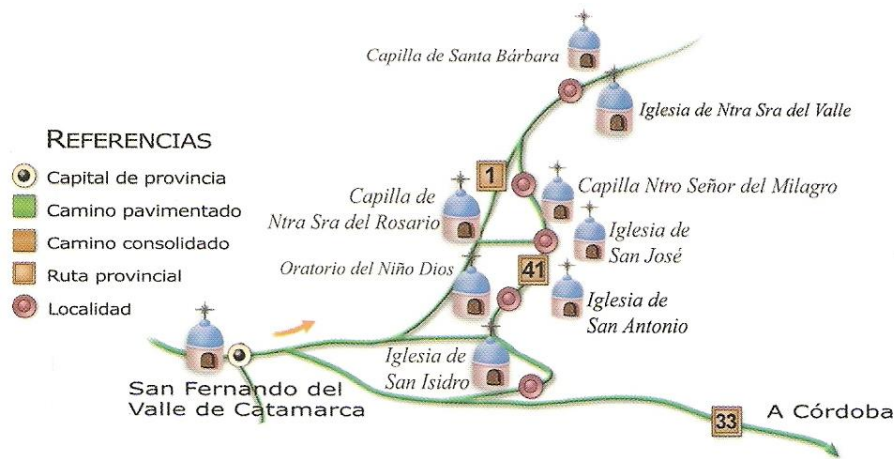 Capilla de Santa Bárbara
Iglesia de Ntra Sra del Valle
REFERENCIAS
Capital de provincia
Camino pavimentado
Camino consolidado
Ruta provincial
Localidad
1
Capilla de
Ntra Sra del Rosario
Capilla Ntro Señor del Milagro
Iglesia de
San José
Oratorio del Niño Dios
41
Iglesia de
San Antonio
Iglesia de
San Isidro
San Fernando del
Valle de Catamarca
33
A Córdoba